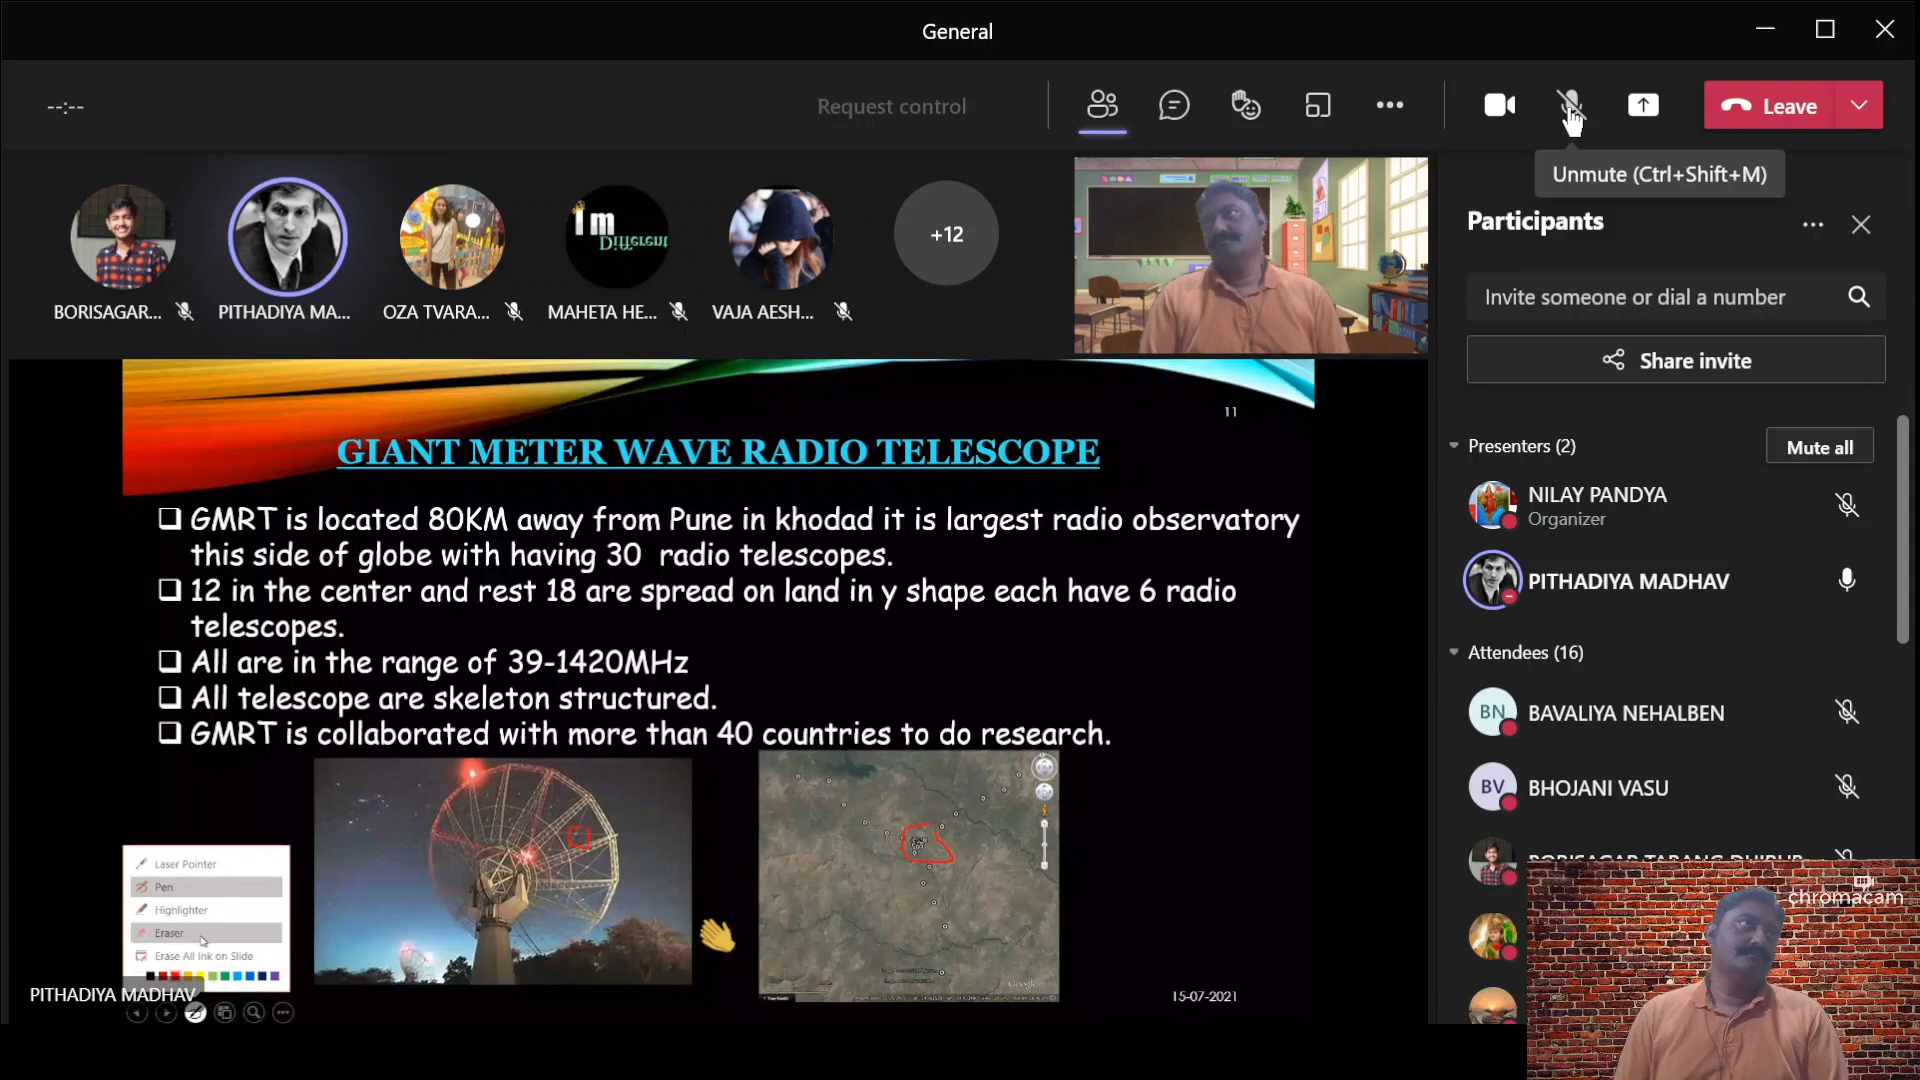 General
--:--
Request control
Leave
Unmute (Ctrl+Shift+M)
I m
Different
+12
BORISAGAR...
PITHADIYA MA...
OZA TVARA...
MAHETA HE...
VAJA AESH...
Participants
Invite someone or dial a number
Share invite
Presenters (2)
Mute all
NILAY PANDYA
Organizer
PITHADIYA MADHAV
Attendees (16)
BN
BAVALIYA NEHALBEN
BV
BHOJANI VASU
chromacam
11
GIANT METER WAVE RADIO TELESCOPE
❑ GMRT is located 80KM away from Pune in khodad it is largest radio observatory
this side of globe with having 30 radio telescopes.
❑ 12 in the center and rest 18 are spread on land in y shape each have 6 radio
telescopes.
❑ All are in the range of 39-1420MHz
❑ All telescope are skeleton structured.
❑ GMRT is collaborated with more than 40 countries to do research.
Laser Pointer
Pen
Highlighter
Eraser
Erase All Ink on Slide
Google
PITHADIYA MADHAV
15-07-2021